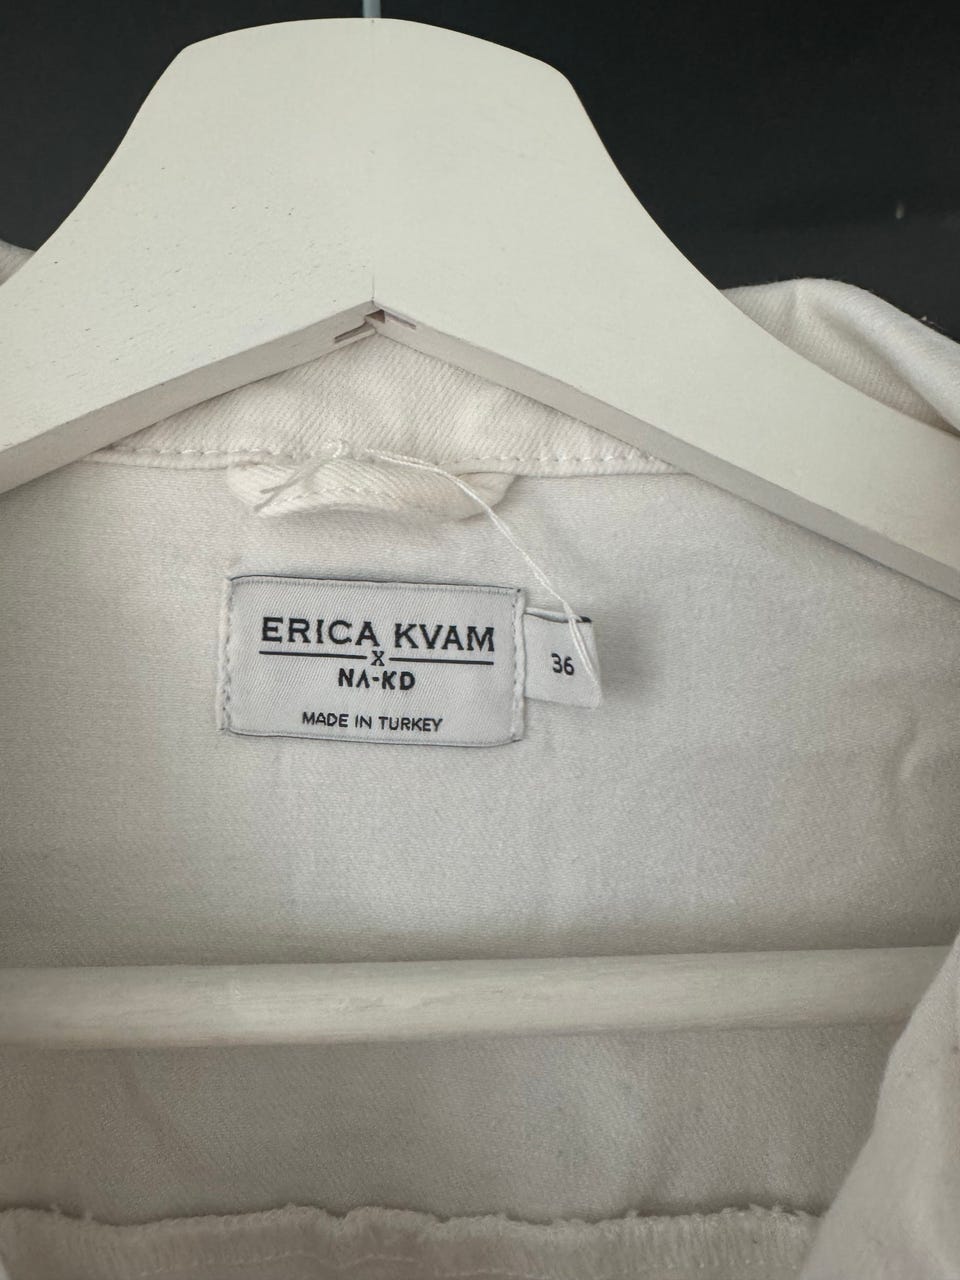 ERICA KVAM
X
NA-KD
MADE IN TURKEY
36